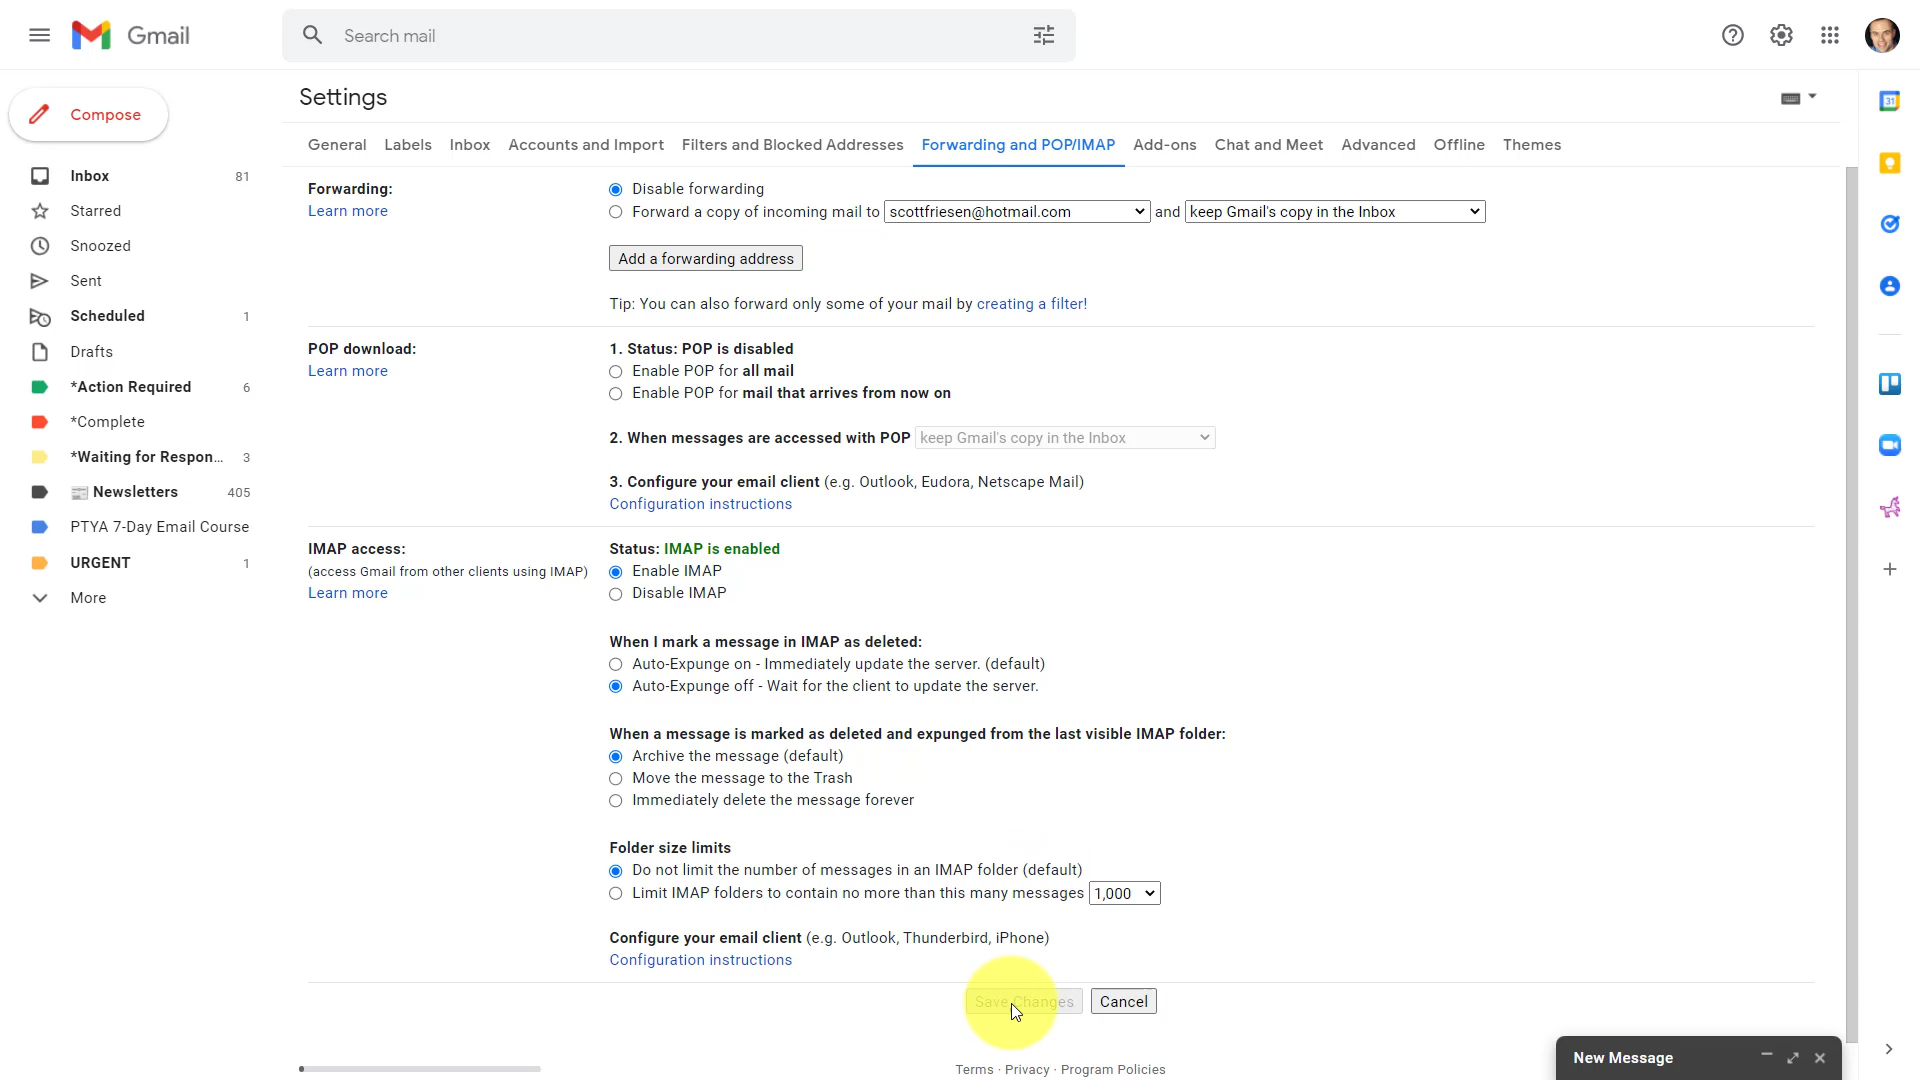 Gmail
Search mail
Compose
Inbox 81
Starred
Snoozed
Sent
Scheduled 1
Drafts
*Action Required 6
*Complete
*Waiting for Respon... 3
Newsletters 405
PTYA 7-Day Email Course
URGENT 1
More
Settings
General Labels Inbox Accounts and Import Filters and Blocked Addresses Forwarding and POP/IMAP Add-ons Chat and Meet Advanced Offline Themes
Forwarding:
Learn more
Disable forwarding
Forward a copy of incoming mail to scottfriesen@hotmail.com and keep Gmail's copy in the Inbox
Add a forwarding address
Tip: You can also forward only some of your mail by creating a filter!
POP download:
Learn more
1. Status: POP is disabled
Enable POP for all mail
Enable POP for mail that arrives from now on
2. When messages are accessed with POP keep Gmail's copy in the Inbox
3. Configure your email client (e.g. Outlook, Eudora, Netscape Mail)
Configuration instructions
IMAP access:
(access Gmail from other clients using IMAP)
Learn more
Status: IMAP is enabled
Enable IMAP
Disable IMAP
When I mark a message in IMAP as deleted:
Auto-Expunge on - Immediately update the server. (default)
Auto-Expunge off - Wait for the client to update the server.
When a message is marked as deleted and expunged from the last visible IMAP folder:
Archive the message (default)
Move the message to the Trash
Immediately delete the message forever
Folder size limits
Do not limit the number of messages in an IMAP folder (default)
Limit IMAP folders to contain no more than this many messages 1,000
Configure your email client (e.g. Outlook, Thunderbird, iPhone)
Configuration instructions
Save Changes Cancel
Terms · Privacy · Program Policies
New Message
31